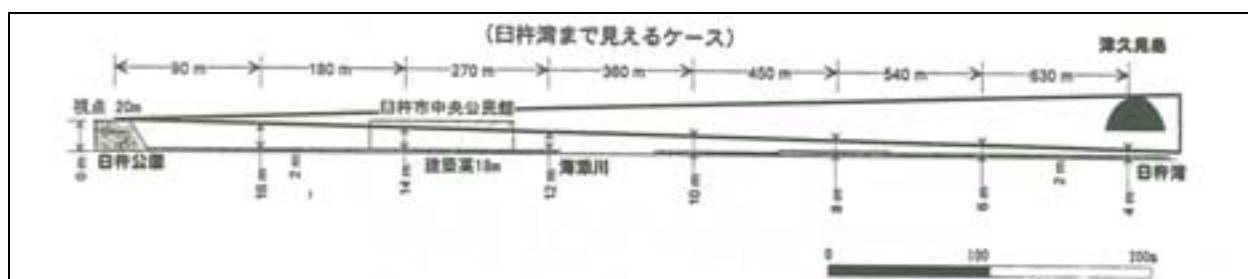 (臼杵湾まで見えるケース)
津久見島
90 m 180 m 270 m 360 m 450 m 540 m 630 m
視点 20m
臼杵市中央公民館
臼杵公園
建築高18m
臼杵湾
0 m
16 m
2 m
14 m
12 m
10 m
8 m
6 m
2 m
4 m
0 100 200m